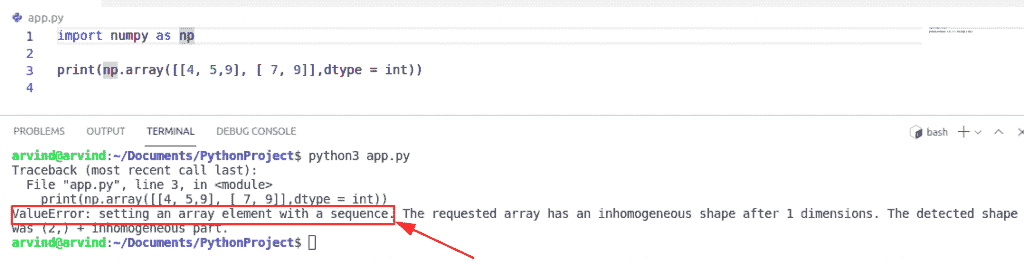 app.py
1 import numpy as np
2
3 print(np.array([[4, 5,9], [ 7, 9]],dtype = int))
4
PROBLEMS OUTPUT TERMINAL DEBUG CONSOLE bash
arvind@arvind:~/Documents/PythonProject$ python3 app.py
Traceback (most recent call last):
  File "app.py", line 3, in <module>
    print(np.array([[4, 5,9], [ 7, 9]],dtype = int))
ValueError: setting an array element with a sequence. The requested array has an inhomogeneous shape after 1 dimensions. The detected shape
was (2,) + inhomogeneous part.
arvind@arvind:~/Documents/PythonProject$